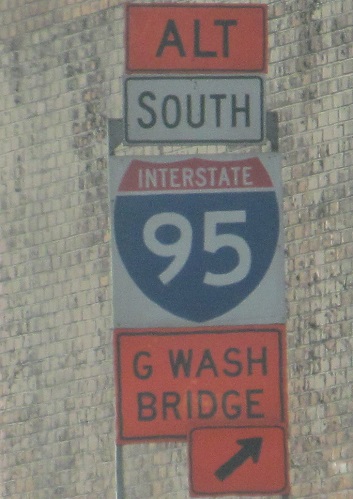 ALT
SOUTH
INTERSTATE
95
G WASH
BRIDGE